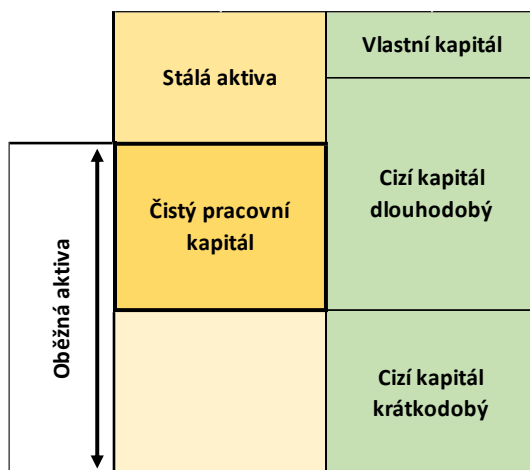 Vlastní kapitál
Stálá aktiva
Čistý pracovní
kapitál
Cizí kapitál
dlouhodobý
Oběžná aktiva
Cizí kapitál
krátkodobý